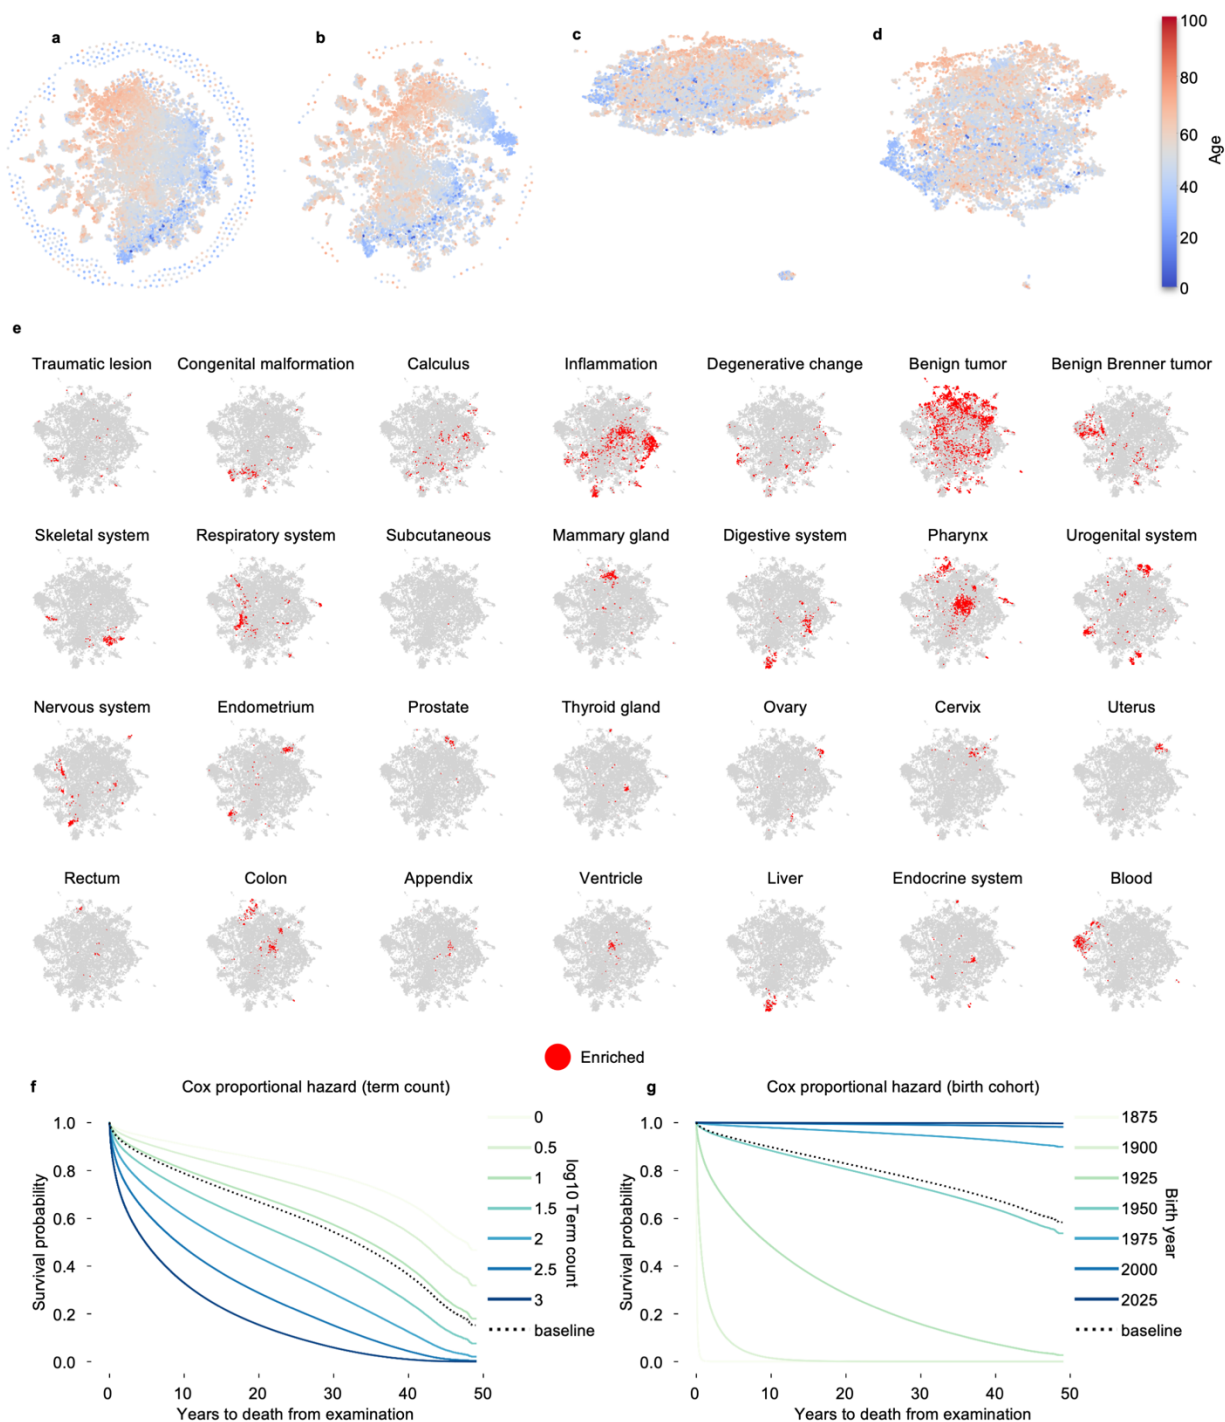 a
b
c
d
100
80
60
40
20
0
Age
e
Traumatic lesion
Congenital malformation
Calculus
Inflammation
Degenerative change
Benign tumor
Benign Brenner tumor
Skeletal system
Respiratory system
Subcutaneous
Mammary gland
Digestive system
Pharynx
Urogenital system
Nervous system
Endometrium
Prostate
Thyroid gland
Ovary
Cervix
Uterus
Rectum
Colon
Appendix
Ventricle
Liver
Endocrine system
Blood
Enriched
f
Cox proportional hazard (term count)
Survival probability
1.0
0.8
0.6
0.4
0.2
0.0
0
10
20
30
40
50
Years to death from examination
0
0.5
1
1.5
2
2.5
3
baseline
log10 Term count
g
Cox proportional hazard (birth cohort)
Survival probability
1.0
0.8
0.6
0.4
0.2
0.0
0
10
20
30
40
50
Years to death from examination
1875
1900
1925
1950
1975
2000
2025
baseline
Birth year